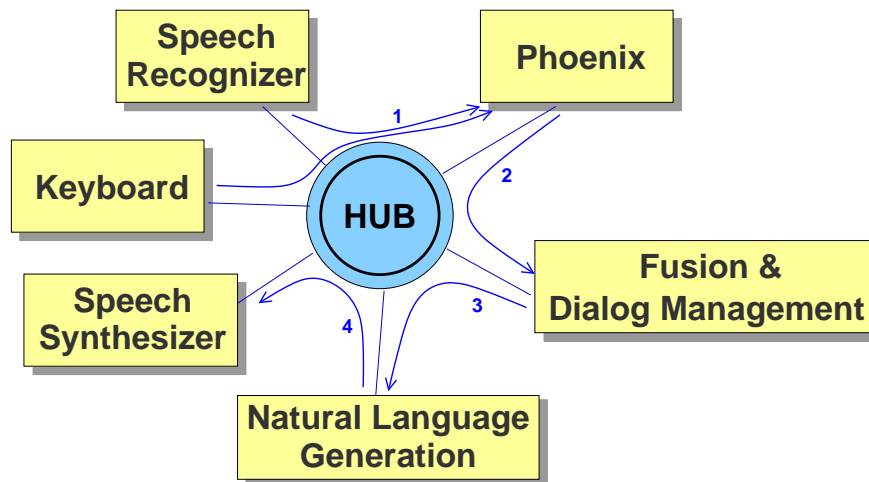 Speech
Recognizer
Phoenix
1
Keyboard
2
HUB
Fusion &
Dialog Management
Speech
Synthesizer
3
4
Natural Language
Generation